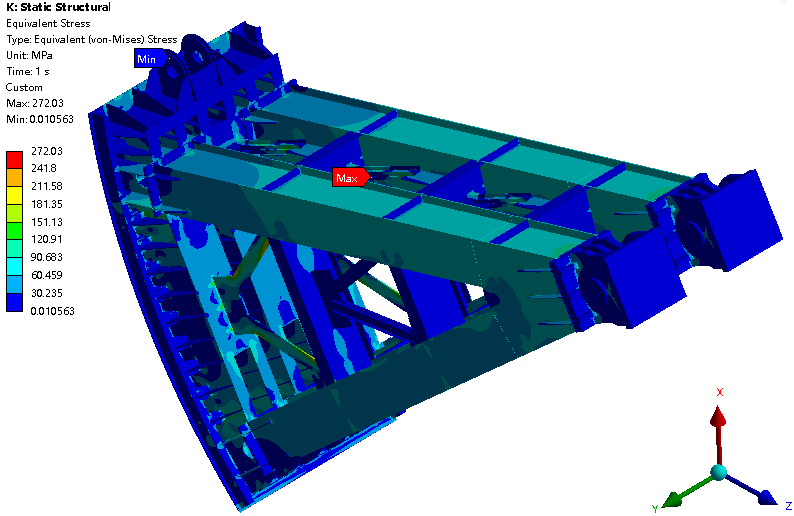 K: Static Structural
Equivalent Stress
Type: Equivalent (von-Mises) Stress
Unit: MPa
Time: 1 s
Custom
Max: 272.03
Min: 0.010563
272.03
241.8
211.58
181.35
151.13
120.91
90.683
60.459
30.235
0.010563
Min
Max
X
Y
Z